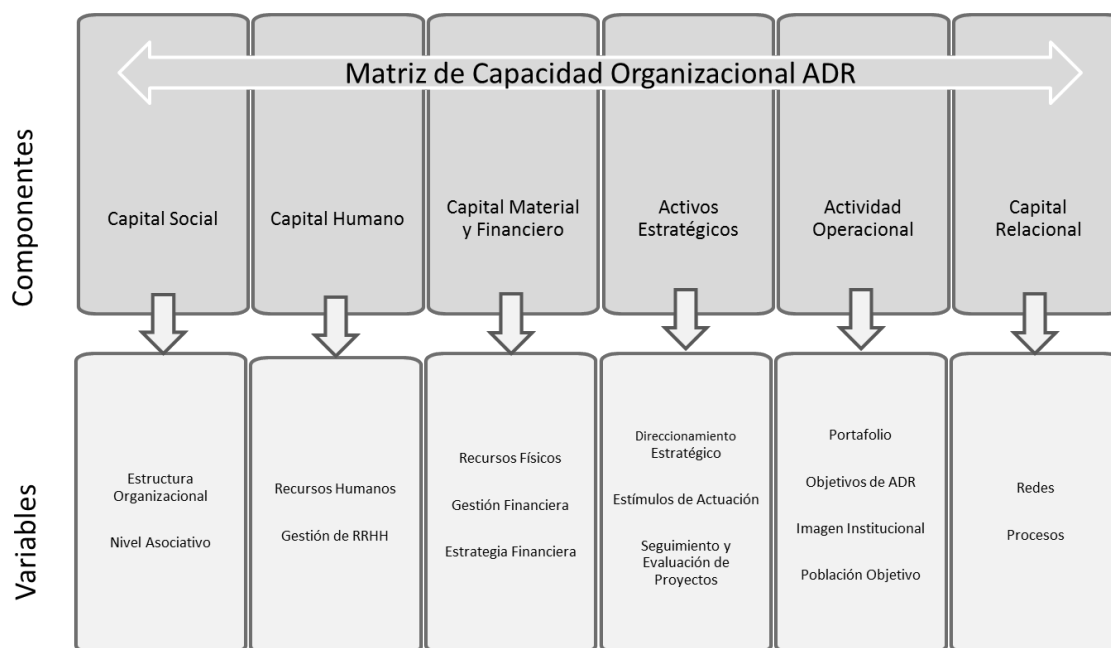 Matriz de Capacidad Organizacional ADR
Componentes
Capital Social
Capital Humano
Capital Material
y Financiero
Activos
Estratégicos
Actividad
Operacional
Capital
Relacional
Variables
Estructura
Organizacional
Nivel Asociativo
Recursos Humanos
Gestión de RRHH
Recursos Físicos
Gestión Financiera
Estrategia Financiera
Direccionamiento
Estratégico
Estímulos de Actuación
Seguimiento y
Evaluación de
Proyectos
Portafolio
Objetivos de ADR
Imagen Institucional
Población Objetivo
Redes
Procesos